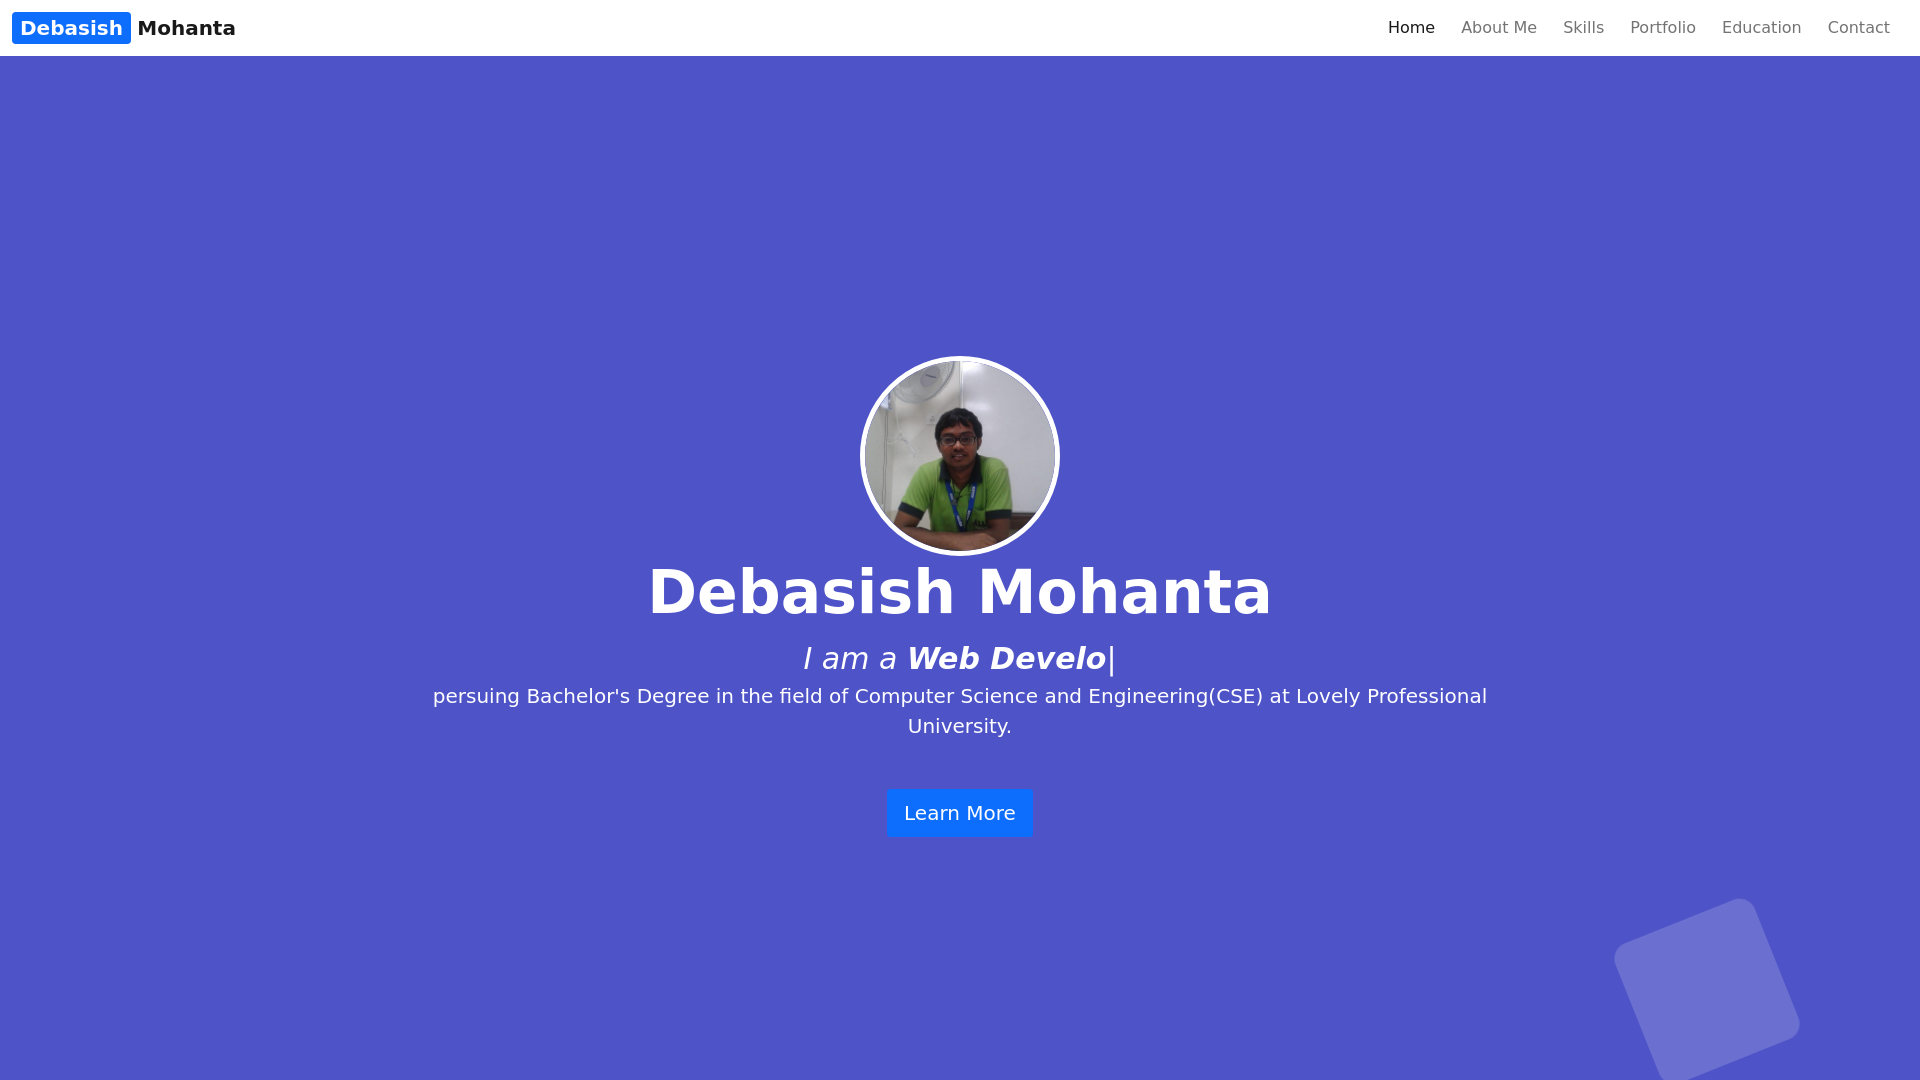 Debasish Mohanta
Home About Me Skills Portfolio Education Contact
Debasish Mohanta
I am a Web Develo|
persuing Bachelor's Degree in the field of Computer Science and Engineering(CSE) at Lovely Professional
University.
Learn More